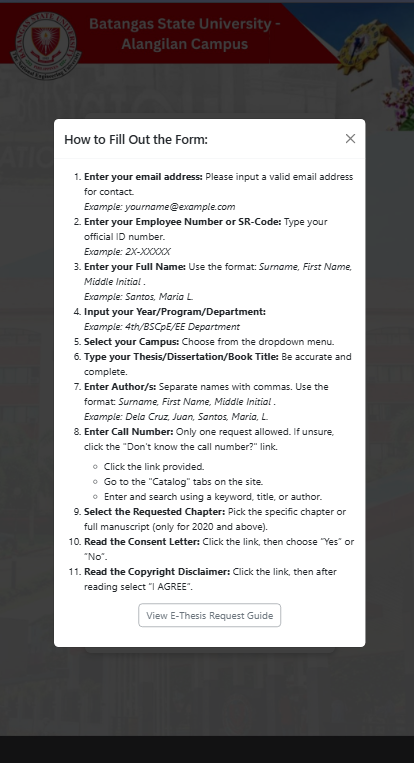 Batangas State University -
Alangilan Campus
How to Fill Out the Form:
1. Enter your email address: Please input a valid email address
for contact.
Example: yourname@example.com
2. Enter your Employee Number or SR-Code: Type your
official ID number.
Example: 2X-XXXXX
3. Enter your Full Name: Use the format: Surname, First Name,
Middle Initial .
Example: Santos, Maria L.
4. Input your Year/Program/Department:
Example: 4th/BSCpE/EE Department
5. Select your Campus: Choose from the dropdown menu.
6. Type your Thesis/Dissertation/Book Title: Be accurate and
complete.
7. Enter Author/s: Separate names with commas. Use the
format: Surname, First Name, Middle Initial .
Example: Dela Cruz, Juan, Santos, Maria, L.
8. Enter Call Number: Only one request allowed. If unsure,
click the "Don't know the call number?" link.
Click the link provided.
Go to the "Catalog" tabs on the site.
Enter and search using a keyword, title, or author.
9. Select the Requested Chapter: Pick the specific chapter or
full manuscript (only for 2020 and above).
10. Read the Consent Letter: Click the link, then choose "Yes" or
"No".
11. Read the Copyright Disclaimer: Click the link, then after
reading select "I AGREE".
View E-Thesis Request Guide